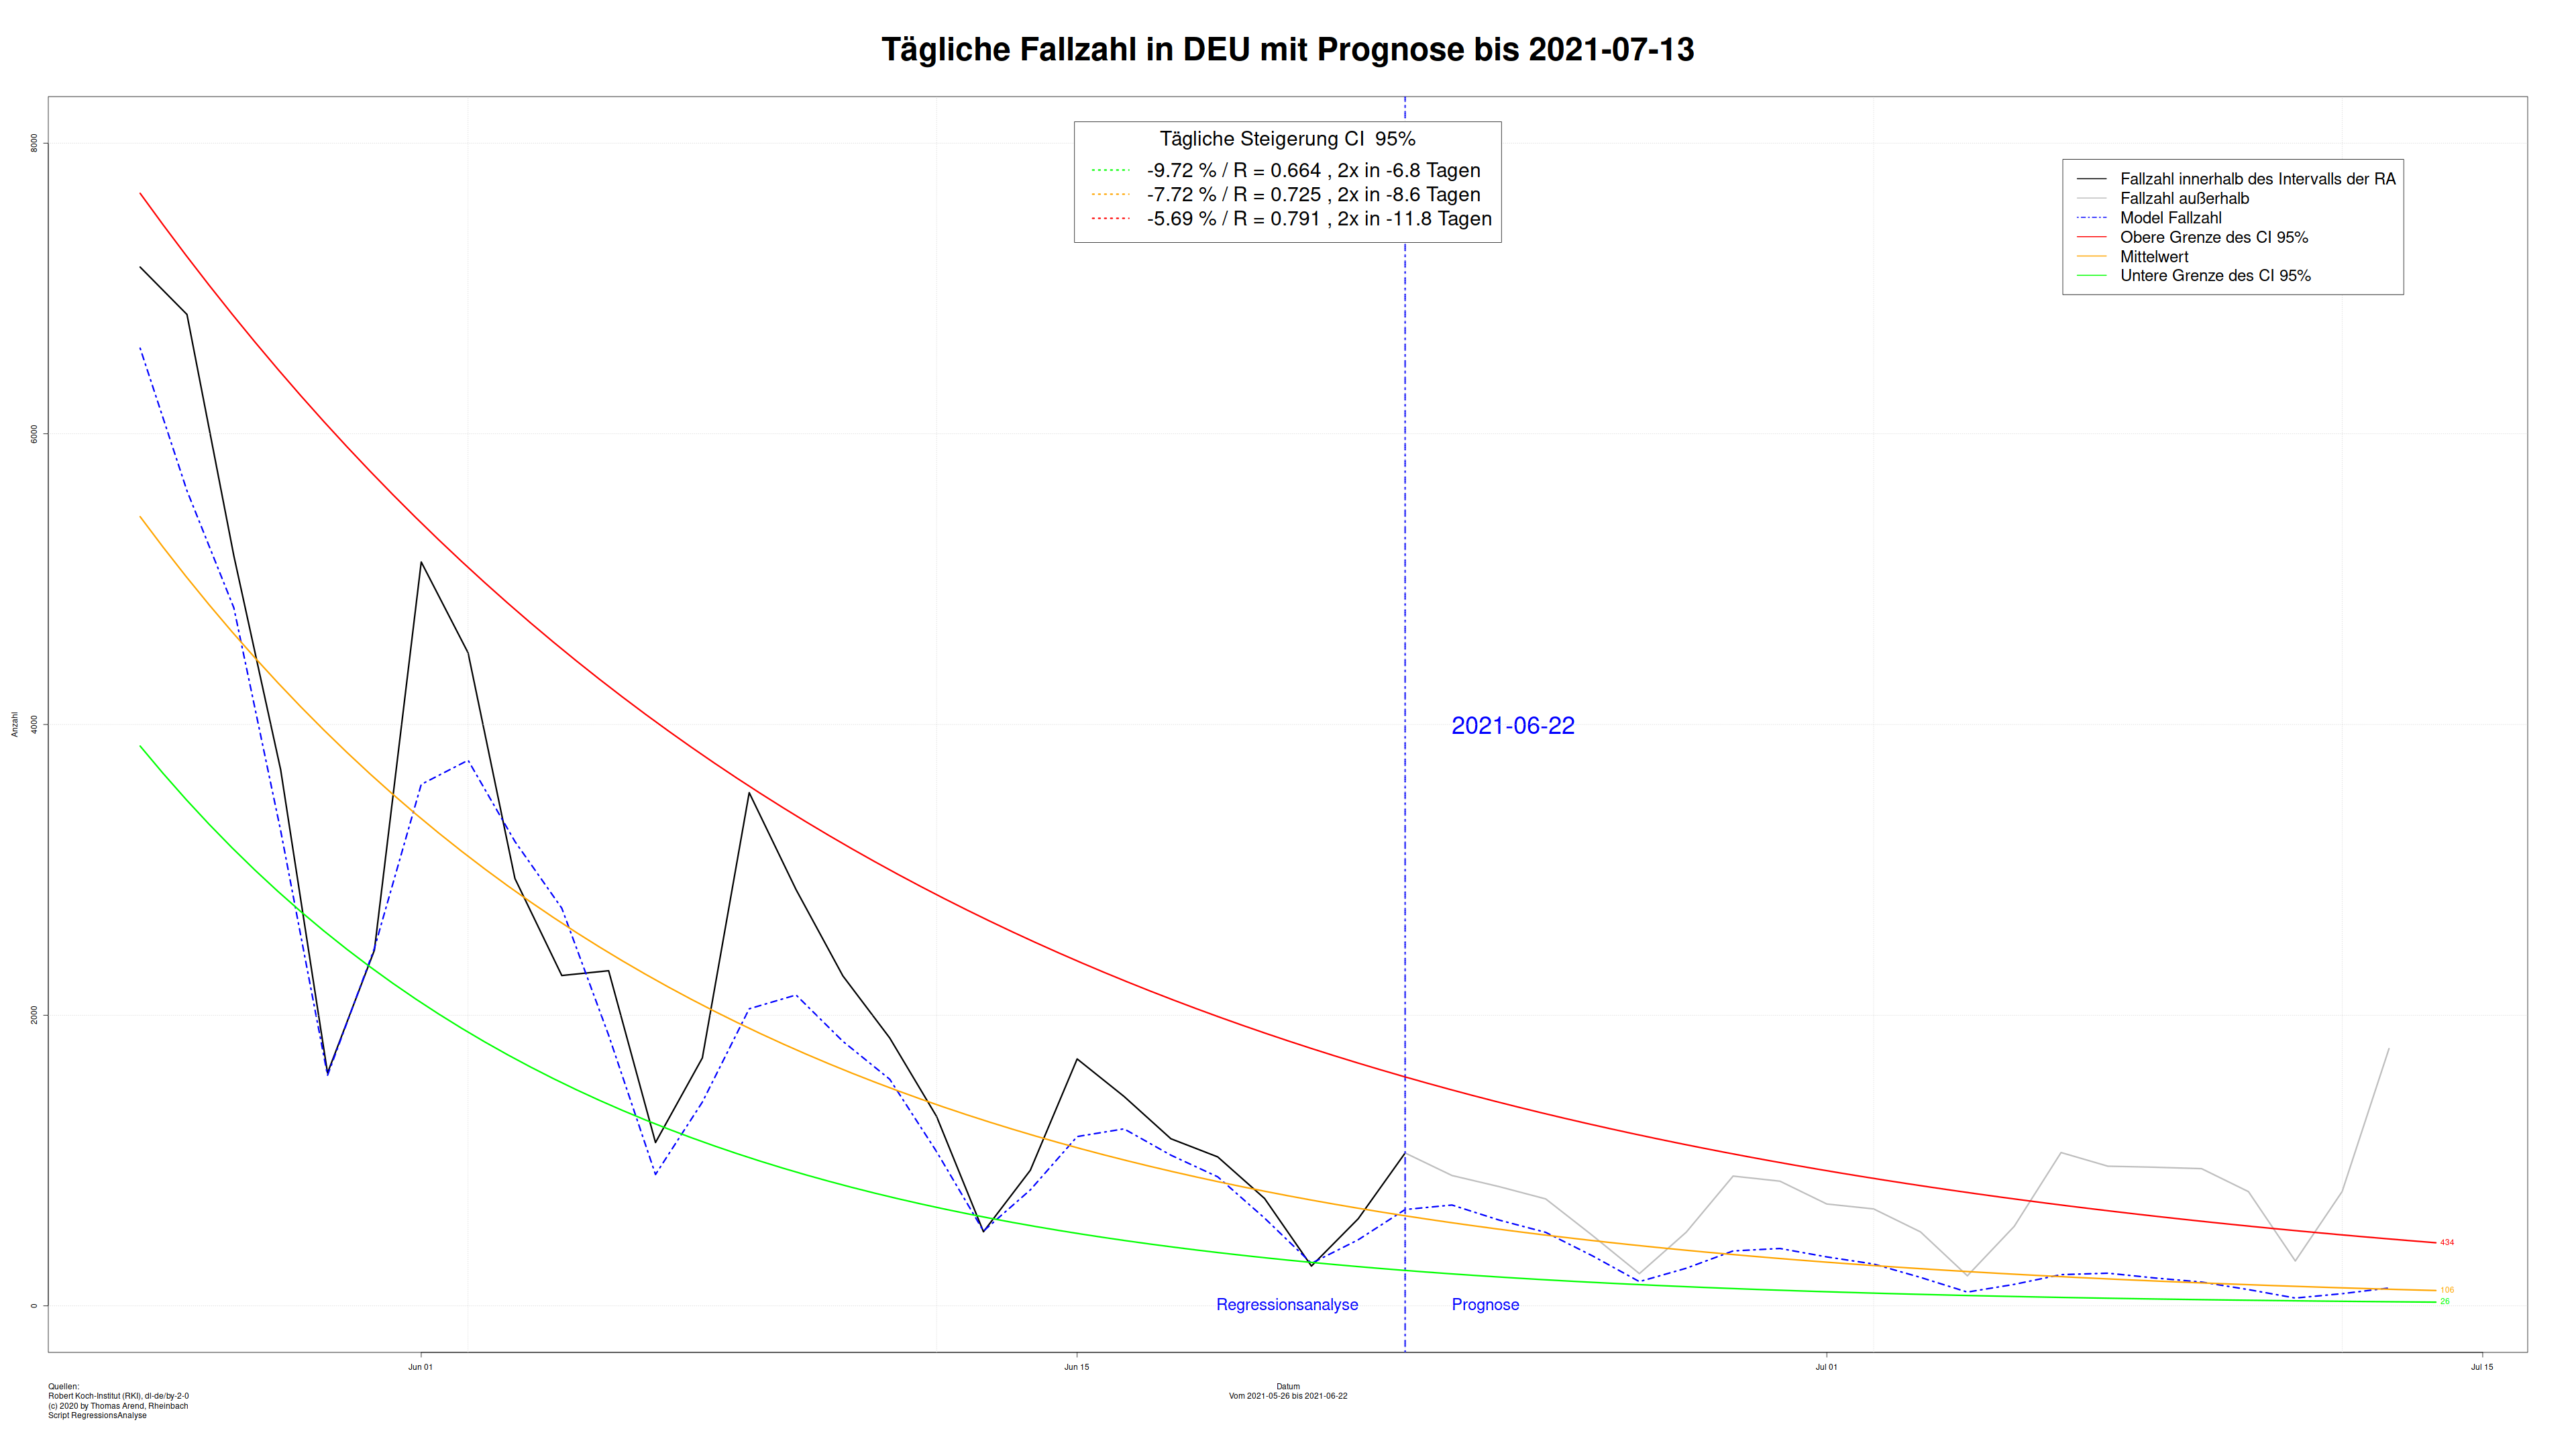 Tägliche Fallzahl in DEU mit Prognose bis 2021-07-13
Tägliche Steigerung CI  95%
-9.72 % / R = 0.664 , 2x in -6.8 Tagen
-7.72 % / R = 0.725 , 2x in -8.6 Tagen
-5.69 % / R = 0.791 , 2x in -11.8 Tagen
Fallzahl innerhalb des Intervalls der RA
Fallzahl außerhalb
Model Fallzahl
Obere Grenze des CI 95%
Mittelwert
Untere Grenze des CI 95%
8000
6000
4000
2000
0
Anzahl
2021-06-22
434
106
26
Regressionsanalyse
Prognose
Jun 01
Jun 15
Jul 01
Jul 15
Datum
Vom 2021-05-26 bis 2021-06-22
Quellen:
Robert Koch-Institut (RKI), dl-de/by-2-0
(c) 2020 by Thomas Arend, Rheinbach
Script RegressionsAnalyse